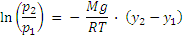 ln(p₂/p₁) = − Mg/RT · (y₂ − y₁)